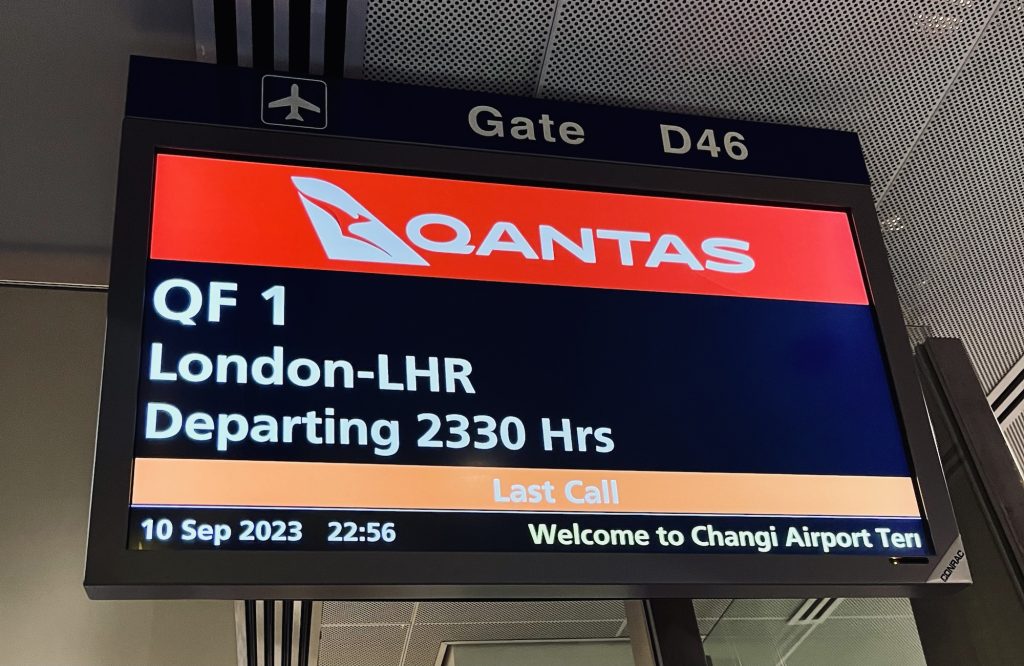 Gate D46
QANTAS
QF 1
London-LHR
Departing 2330 Hrs
Last Call
10 Sep 2023 22:56 Welcome to Changi Airport Ter
CONRAC